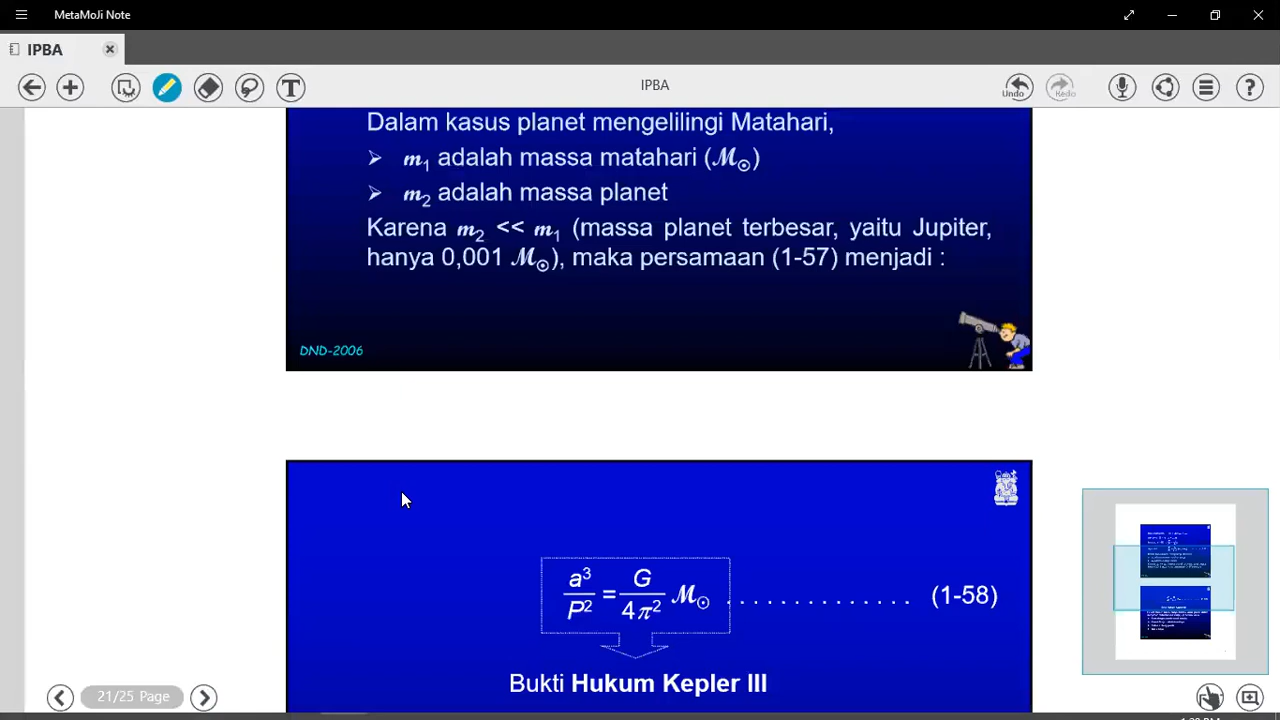 MetaMoJi Note
IPBA
IPBA
Undo
Redo
Dalam kasus planet mengelilingi Matahari,
➢ m₁ adalah massa matahari (ℳ☉)
➢ m₂ adalah massa planet
Karena m₂ << m₁ (massa planet terbesar, yaitu Jupiter,
hanya 0,001 ℳ☉), maka persamaan (1-57) menjadi :
DND-2006
a³/P² = G/4π² ℳ☉ . . . . . . . . . . . . . . (1-58)
Bukti Hukum Kepler III
21/25 Page